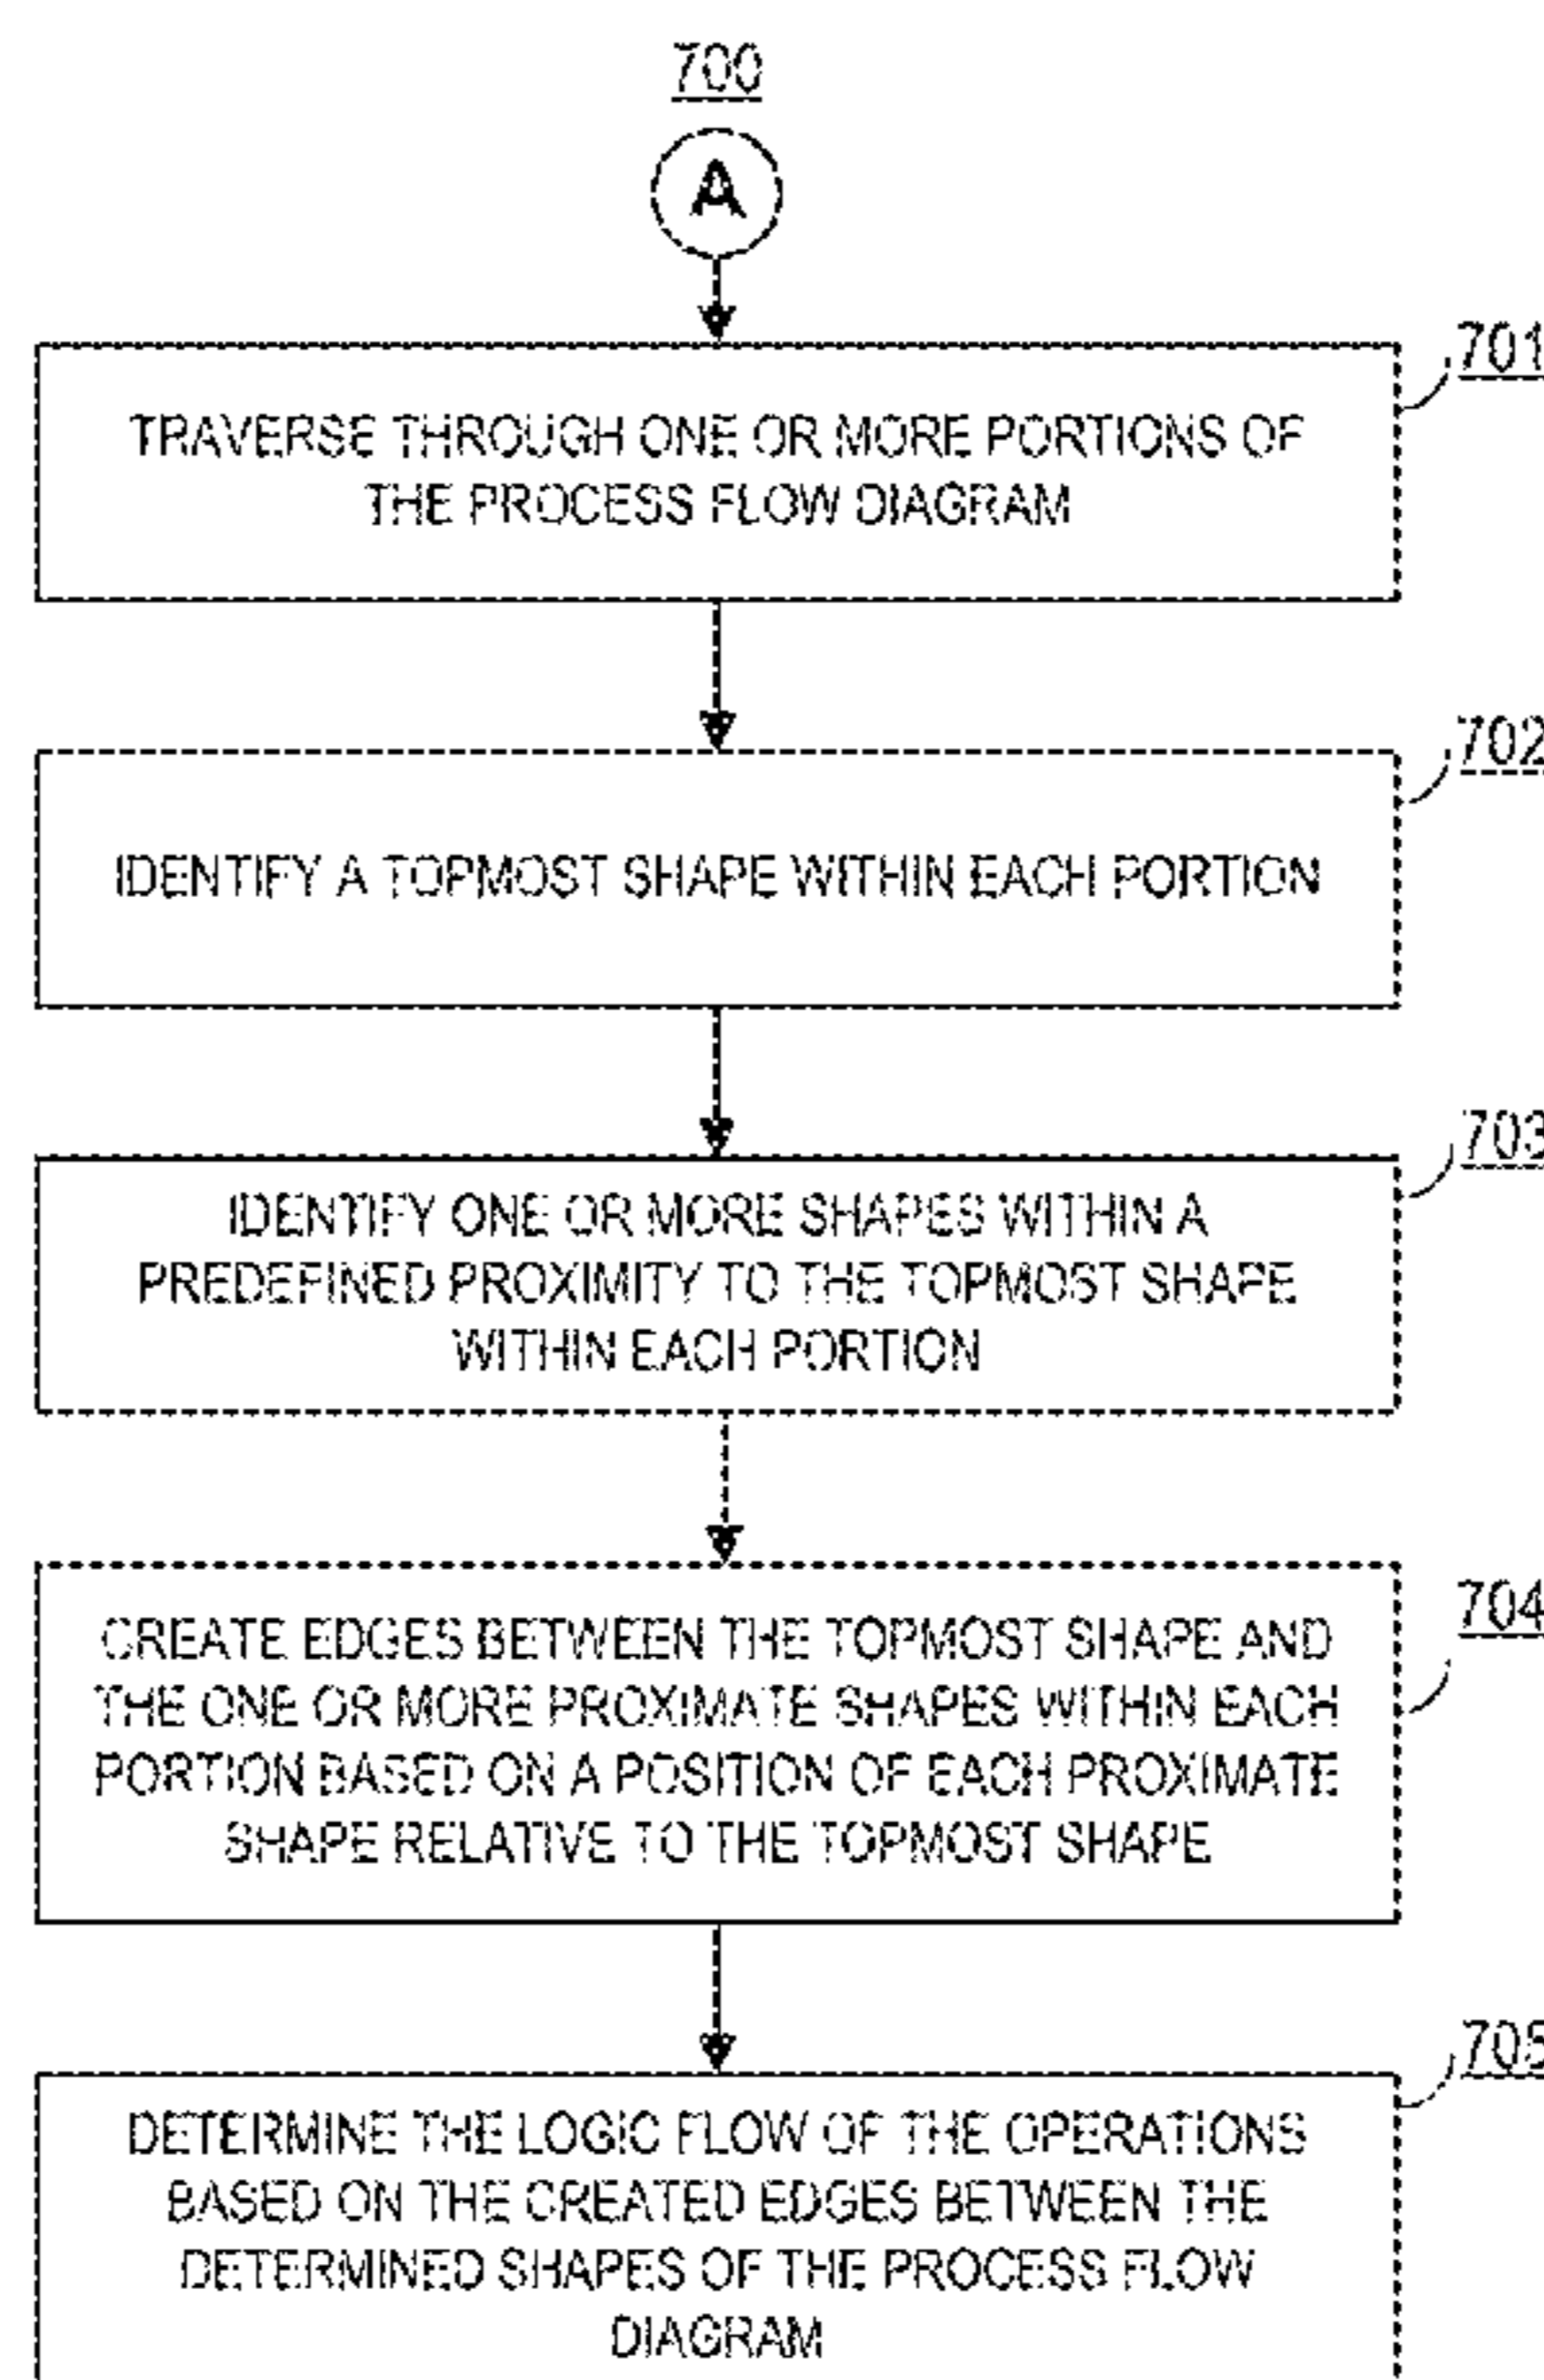 700
A
701
TRAVERSE THROUGH ONE OR MORE PORTIONS OF
THE PROCESS FLOW DIAGRAM
702
IDENTIFY A TOPMOST SHAPE WITHIN EACH PORTION
703
IDENTIFY ONE OR MORE SHAPES WITHIN A
PREDEFINED PROXIMITY TO THE TOPMOST SHAPE
WITHIN EACH PORTION
704
CREATE EDGES BETWEEN THE TOPMOST SHAPE AND
THE ONE OR MORE PROXIMATE SHAPES WITHIN EACH
PORTION BASED ON A POSITION OF EACH PROXIMATE
SHAPE RELATIVE TO THE TOPMOST SHAPE
705
DETERMINE THE LOGIC FLOW OF THE OPERATIONS
BASED ON THE CREATED EDGES BETWEEN THE
DETERMINED SHAPES OF THE PROCESS FLOW
DIAGRAM